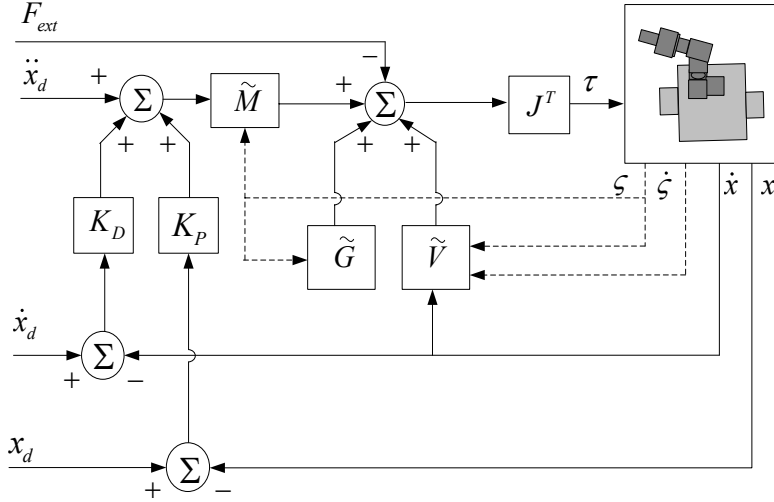 F_ext
−
ẍ_d + Σ M̃ + Σ J^T τ
+ + + +
ς ς̇ ẋ x
K_D K_P G̃ Ṽ
ẋ_d + Σ −
x_d + Σ −